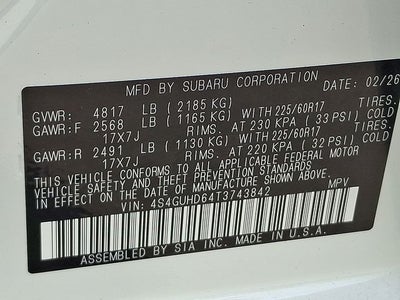 MFD BY SUBARU CORPORATION DATE: 02/26
GVWR: 4817 LB (2185 KG)
GAWR:F 2568 LB (1165 KG) WITH 225/60R17 TIRES.
17X7J RIMS. AT 230 KPA (33 PSI) COLD
GAWR:R 2491 LB (1130 KG) WITH 225/60R17 TIRES.
17X7J RIMS. AT 220 KPA (32 PSI) COLD
THIS VEHICLE CONFORMS TO ALL APPLICABLE FEDERAL MOTOR
VEHICLE SAFETY AND THEFT PREVENTION STANDARDS
IN EFFECT ON THE DATE OF MANUFACTURE SHOWN ABOVE.
VIN: 4S4GUHD64T3743842 MPV
ASSEMBLED BY SIA INC. MADE IN U.S.A.